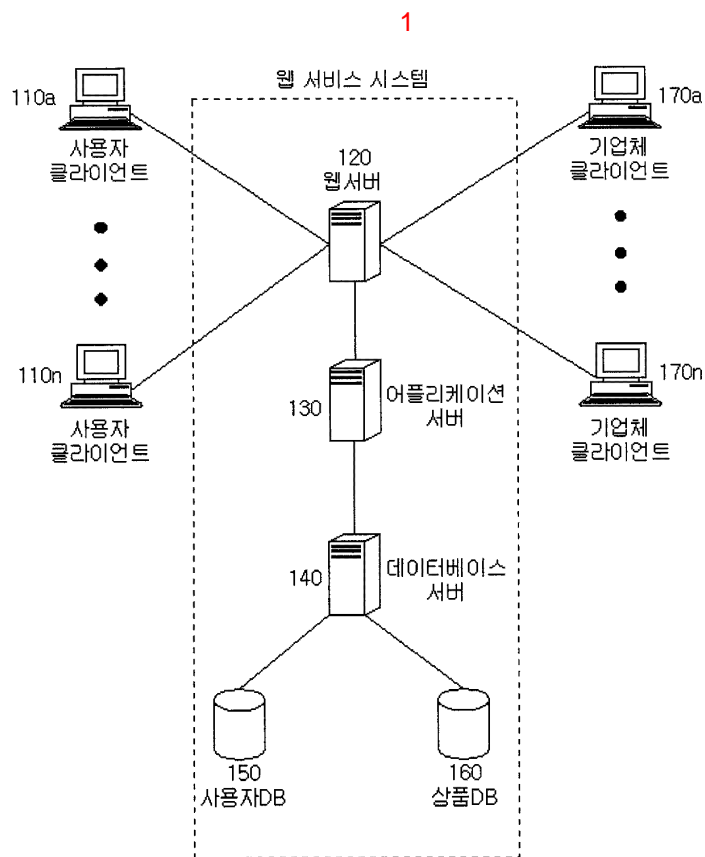 1
웹 서비스 시스템
110a
사용자
클라이언트
170a
기업체
클라이언트
120
웹서버
110n
사용자
클라이언트
170n
기업체
클라이언트
130
어플리케이션
서버
140
데이터베이스
서버
150
사용자DB
160
상품DB